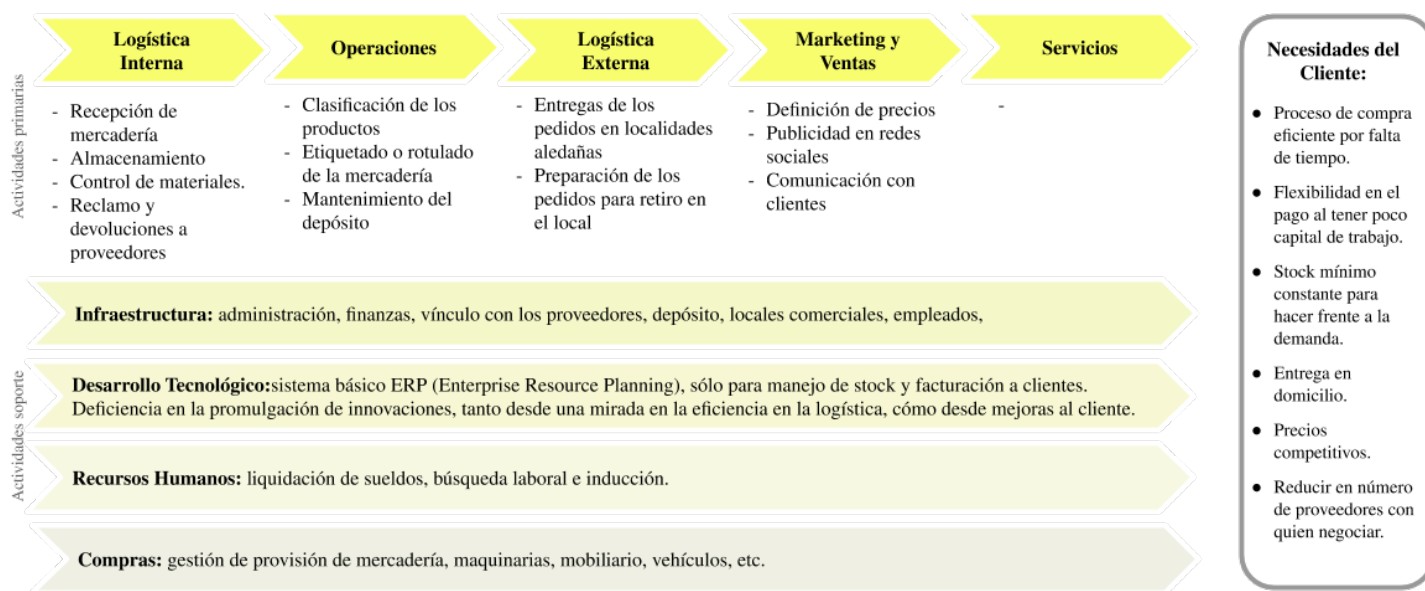 Logística
Interna
Operaciones
Logística
Externa
Marketing y
Ventas
Servicios
Actividades primarias
- Recepción de
mercadería
- Almacenamiento
- Control de materiales.
- Reclamo y
devoluciones a
proveedores
- Clasificación de los
productos
- Etiquetado o rotulado
de la mercadería
- Mantenimiento del
depósito
- Entregas de los
pedidos en localidades
aledañas
- Preparación de los
pedidos para retiro en
el local
- Definición de precios
- Publicidad en redes
sociales
- Comunicación con
clientes
-
Actividades soporte
Infraestructura: administración, finanzas, vínculo con los proveedores, depósito, locales comerciales, empleados,
Desarrollo Tecnológico:sistema básico ERP (Enterprise Resource Planning), sólo para manejo de stock y facturación a clientes.
Deficiencia en la promulgación de innovaciones, tanto desde una mirada en la eficiencia en la logística, cómo desde mejoras al cliente.
Recursos Humanos: liquidación de sueldos, búsqueda laboral e inducción.
Compras: gestión de provisión de mercadería, maquinarias, mobiliario, vehículos, etc.
Necesidades del
Cliente:
● Proceso de compra
eficiente por falta
de tiempo.
● Flexibilidad en el
pago al tener poco
capital de trabajo.
● Stock mínimo
constante para
hacer frente a la
demanda.
● Entrega en
domicilio.
● Precios
competitivos.
● Reducir en número
de proveedores con
quien negociar.